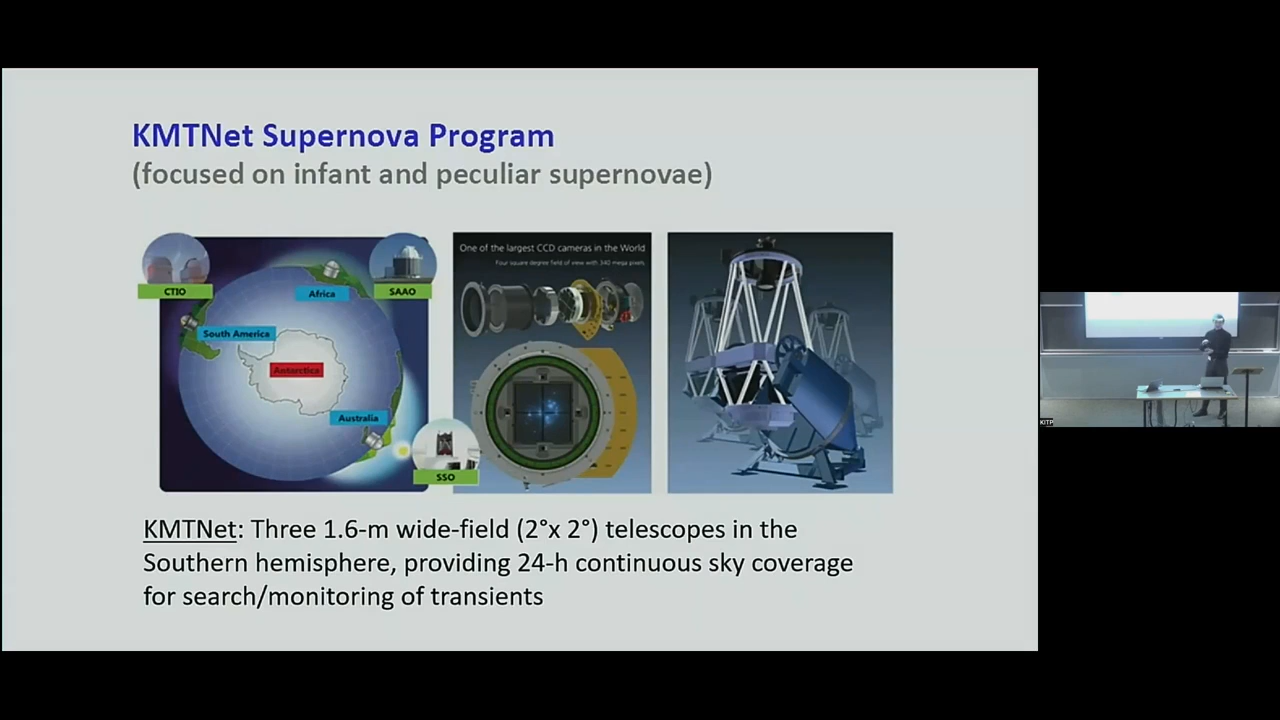 KMTNet Supernova Program
(focused on infant and peculiar supernovae)
CTIO
Africa
SAAO
South America
Antarctica
Australia
SSO
One of the largest CCD cameras in the World
Four square degree field of view with 340 mega pixels
KMTNet: Three 1.6-m wide-field (2°x 2°) telescopes in the
Southern hemisphere, providing 24-h continuous sky coverage
for search/monitoring of transients
KITP